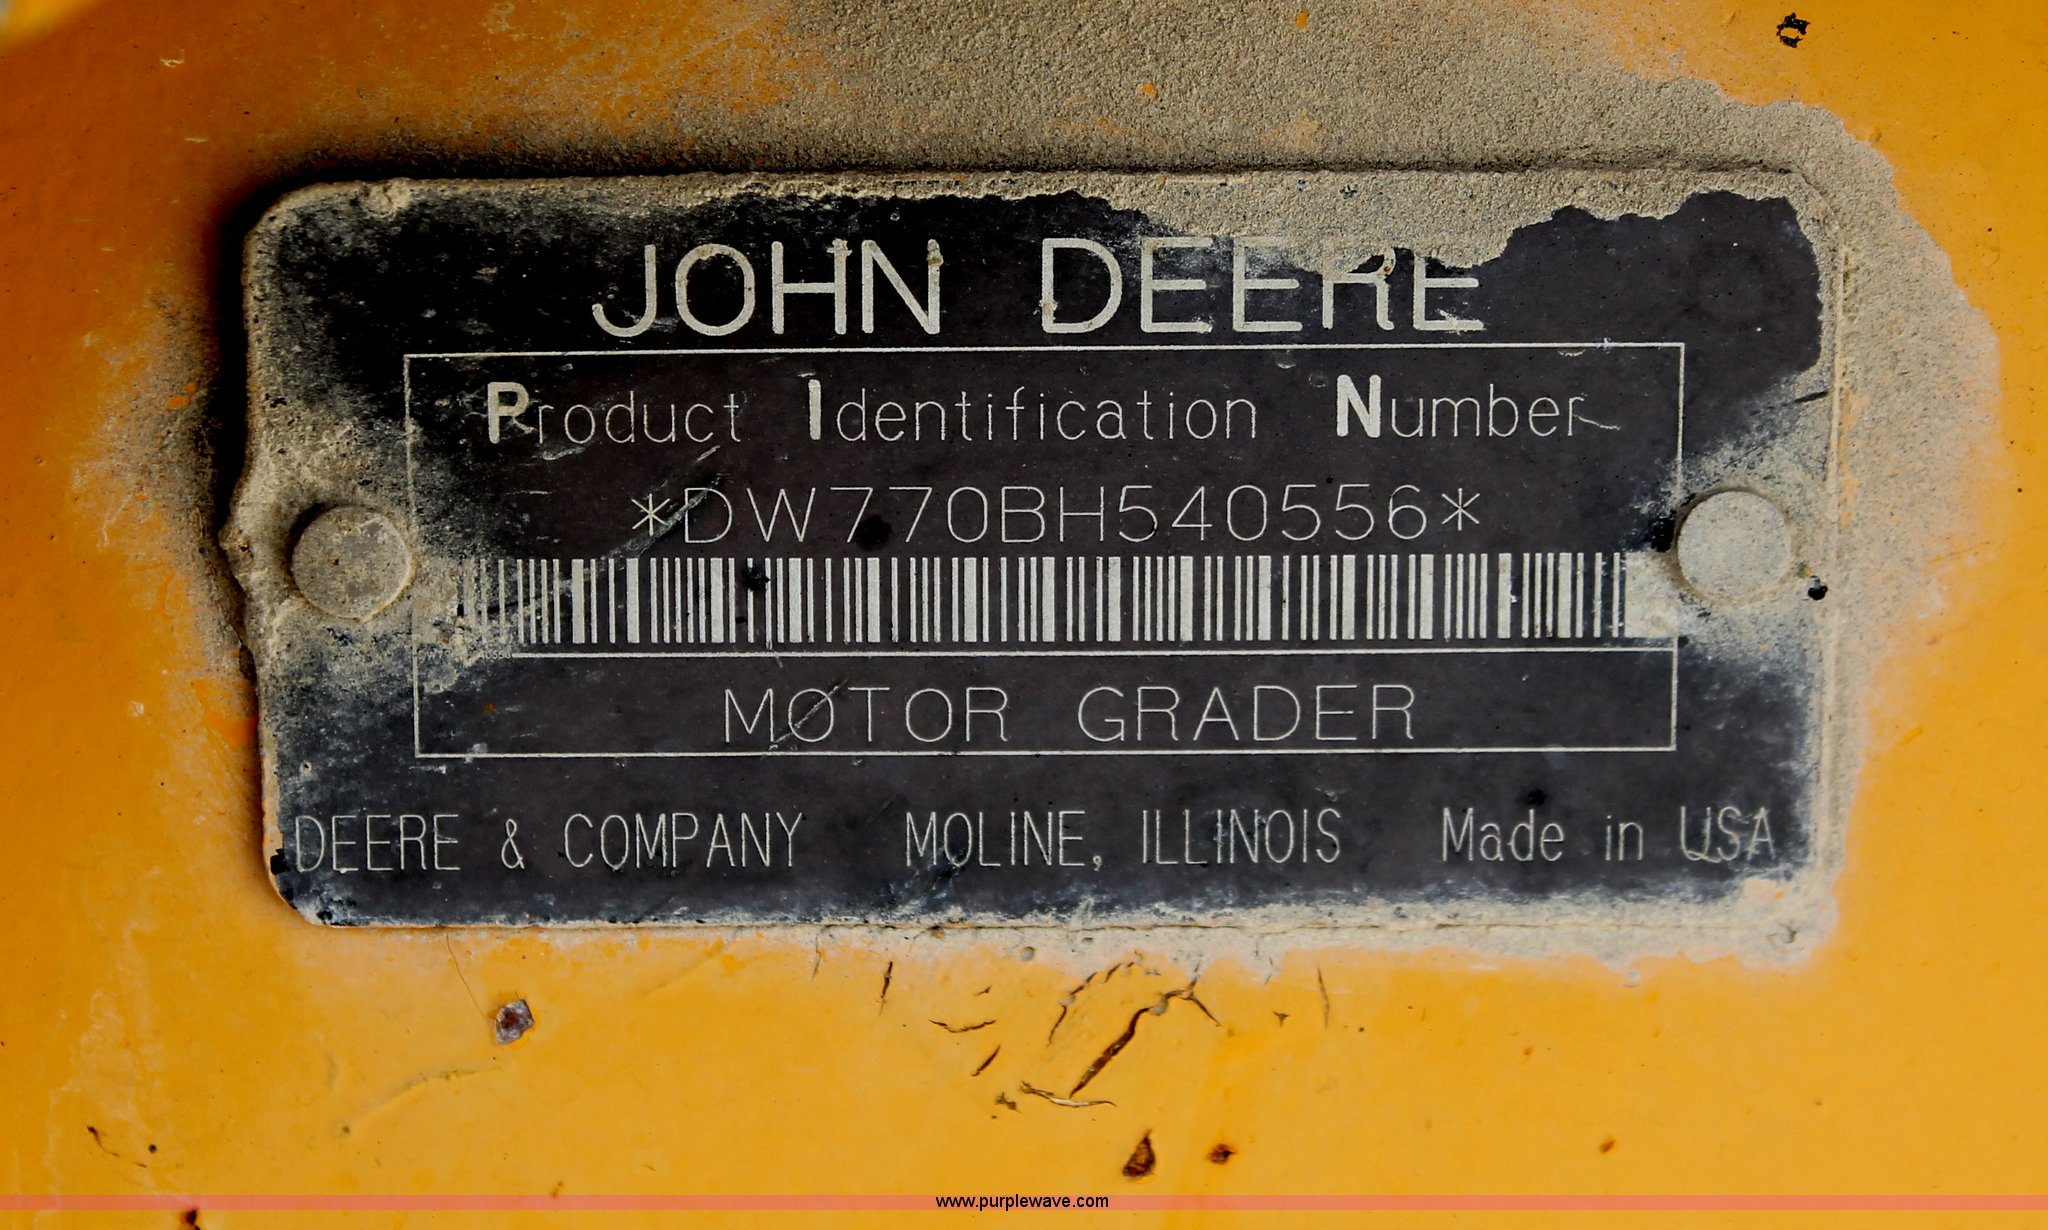 JOHN DEERE
Product Identification Number
*DW770BH540556*
MOTOR GRADER
DEERE & COMPANY MOLINE, ILLINOIS Made in USA
www.purplewave.com